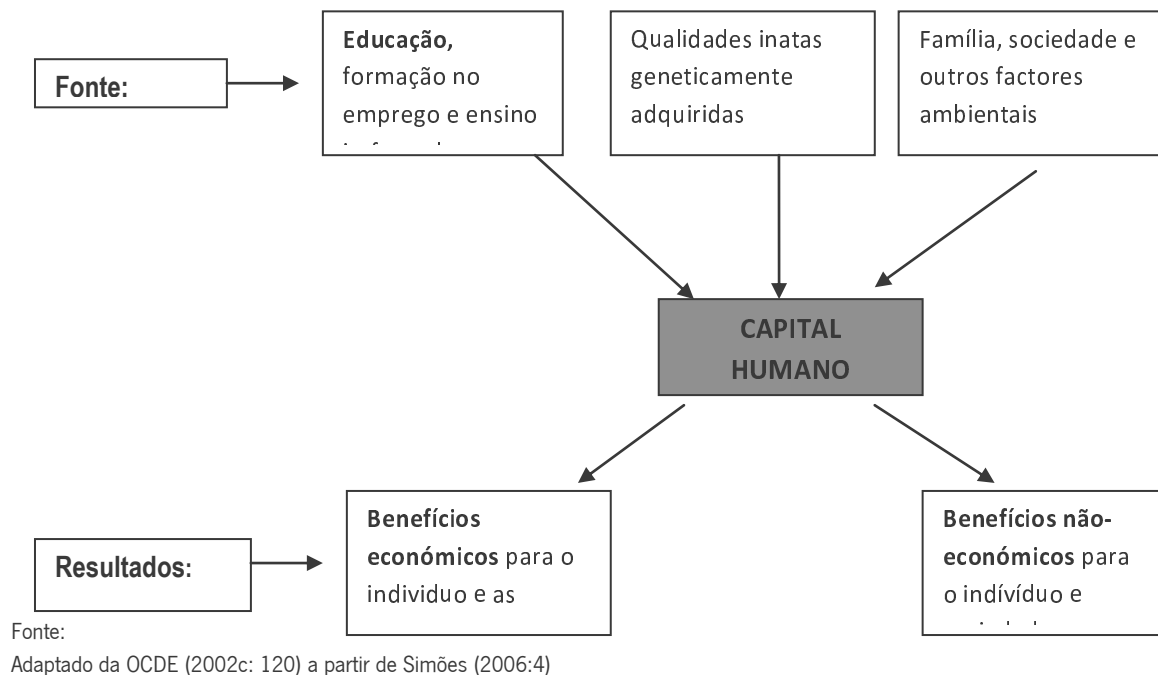 Fonte:
Educação,
formação no
emprego e ensino
Qualidades inatas
geneticamente
adquiridas
Família, sociedade e
outros factores
ambientais
CAPITAL
HUMANO
Resultados:
Benefícios
económicos para o
individuo e as
Benefícios não-
económicos para
o indívíduo e
Fonte:
Adaptado da OCDE (2002c: 120) a partir de Simões (2006:4)